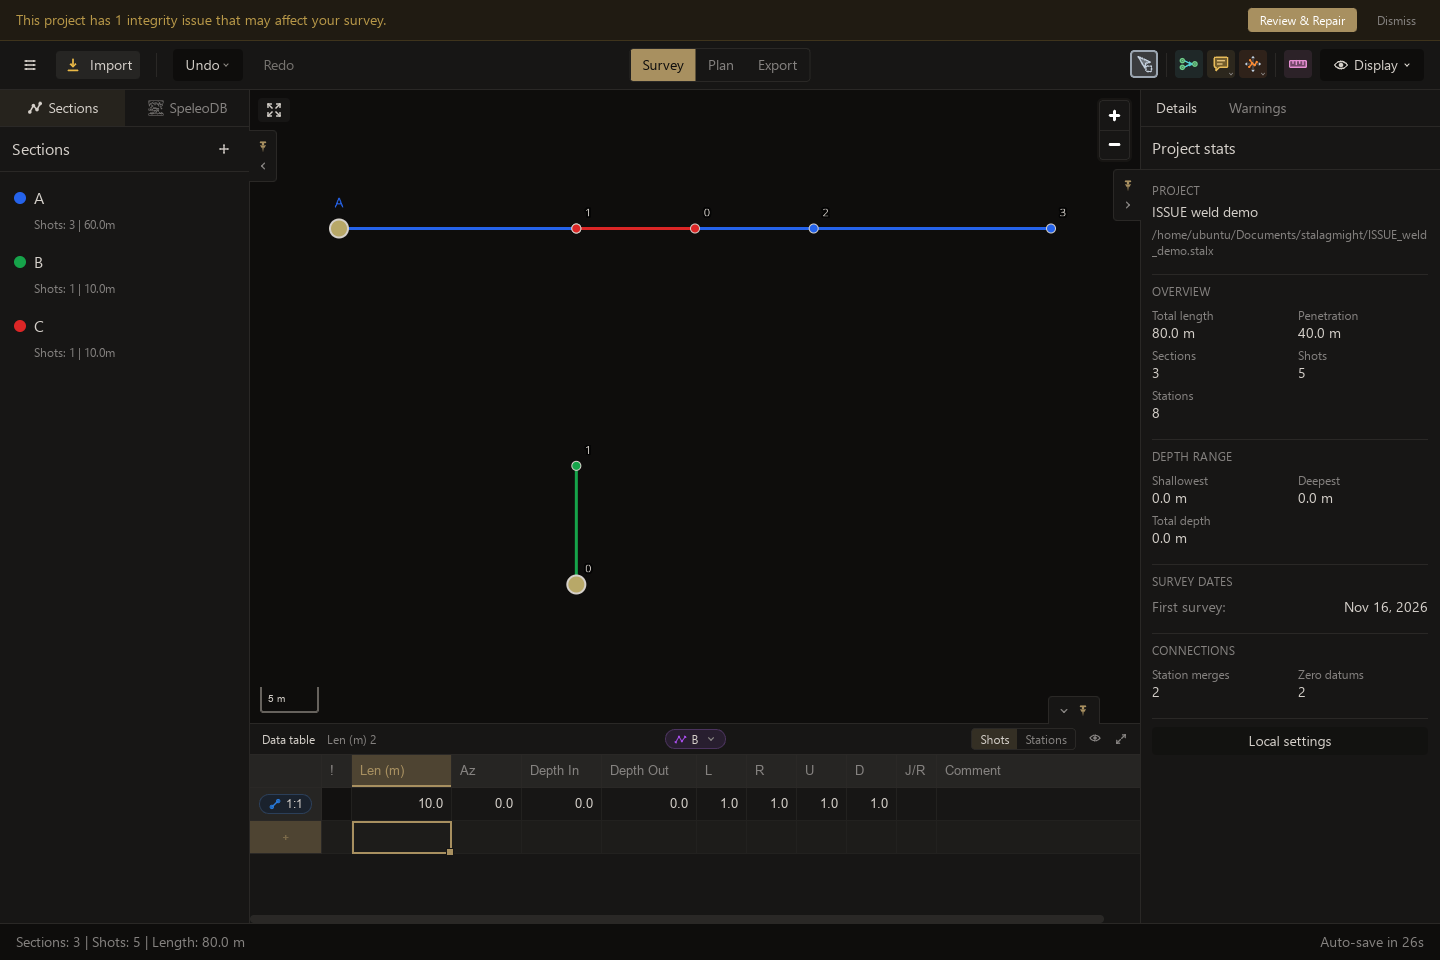 This project has 1 integrity issue that may affect your survey.
Review & Repair
Dismiss
Import
Undo
Redo
Survey
Plan
Export
Display
Sections
SpeleoDB
Sections
+
A
Shots: 3 | 60.0m
B
Shots: 1 | 10.0m
C
Shots: 1 | 10.0m
A
1
0
2
3
1
0
5 m
Details
Warnings
Project stats
PROJECT
ISSUE weld demo
/home/ubuntu/Documents/stalagmight/ISSUE_weld
_demo.stalx
OVERVIEW
Total length
Penetration
80.0 m
40.0 m
Sections
Shots
3
5
Stations
8
DEPTH RANGE
Shallowest
Deepest
0.0 m
0.0 m
Total depth
0.0 m
SURVEY DATES
First survey:
Nov 16, 2026
CONNECTIONS
Station merges
Zero datums
2
2
Local settings
Data table
Len (m) 2
B
Shots
Stations
! Len (m) Az Depth In Depth Out L R U D J/R Comment
1:1 10.0 0.0 0.0 0.0 1.0 1.0 1.0 1.0
+
Sections: 3 | Shots: 5 | Length: 80.0 m
Auto-save in 26s